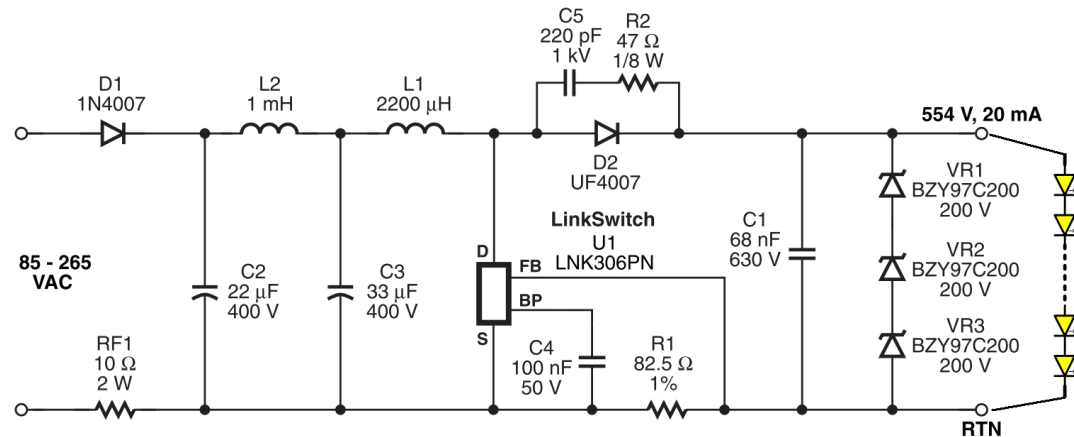 C5
220 pF
1 kV
R2
47 Ω
1/8 W
D1
1N4007
L2
1 mH
L1
2200 μH
554 V, 20 mA
D2
UF4007
VR1
BZY97C200
200 V
LinkSwitch
U1
LNK306PN
C1
68 nF
630 V
85 - 265
VAC
C2
22 μF
400 V
C3
33 μF
400 V
D
FB
BP
S
VR2
BZY97C200
200 V
RF1
10 Ω
2 W
C4
100 nF
50 V
R1
82.5 Ω
1%
VR3
BZY97C200
200 V
RTN